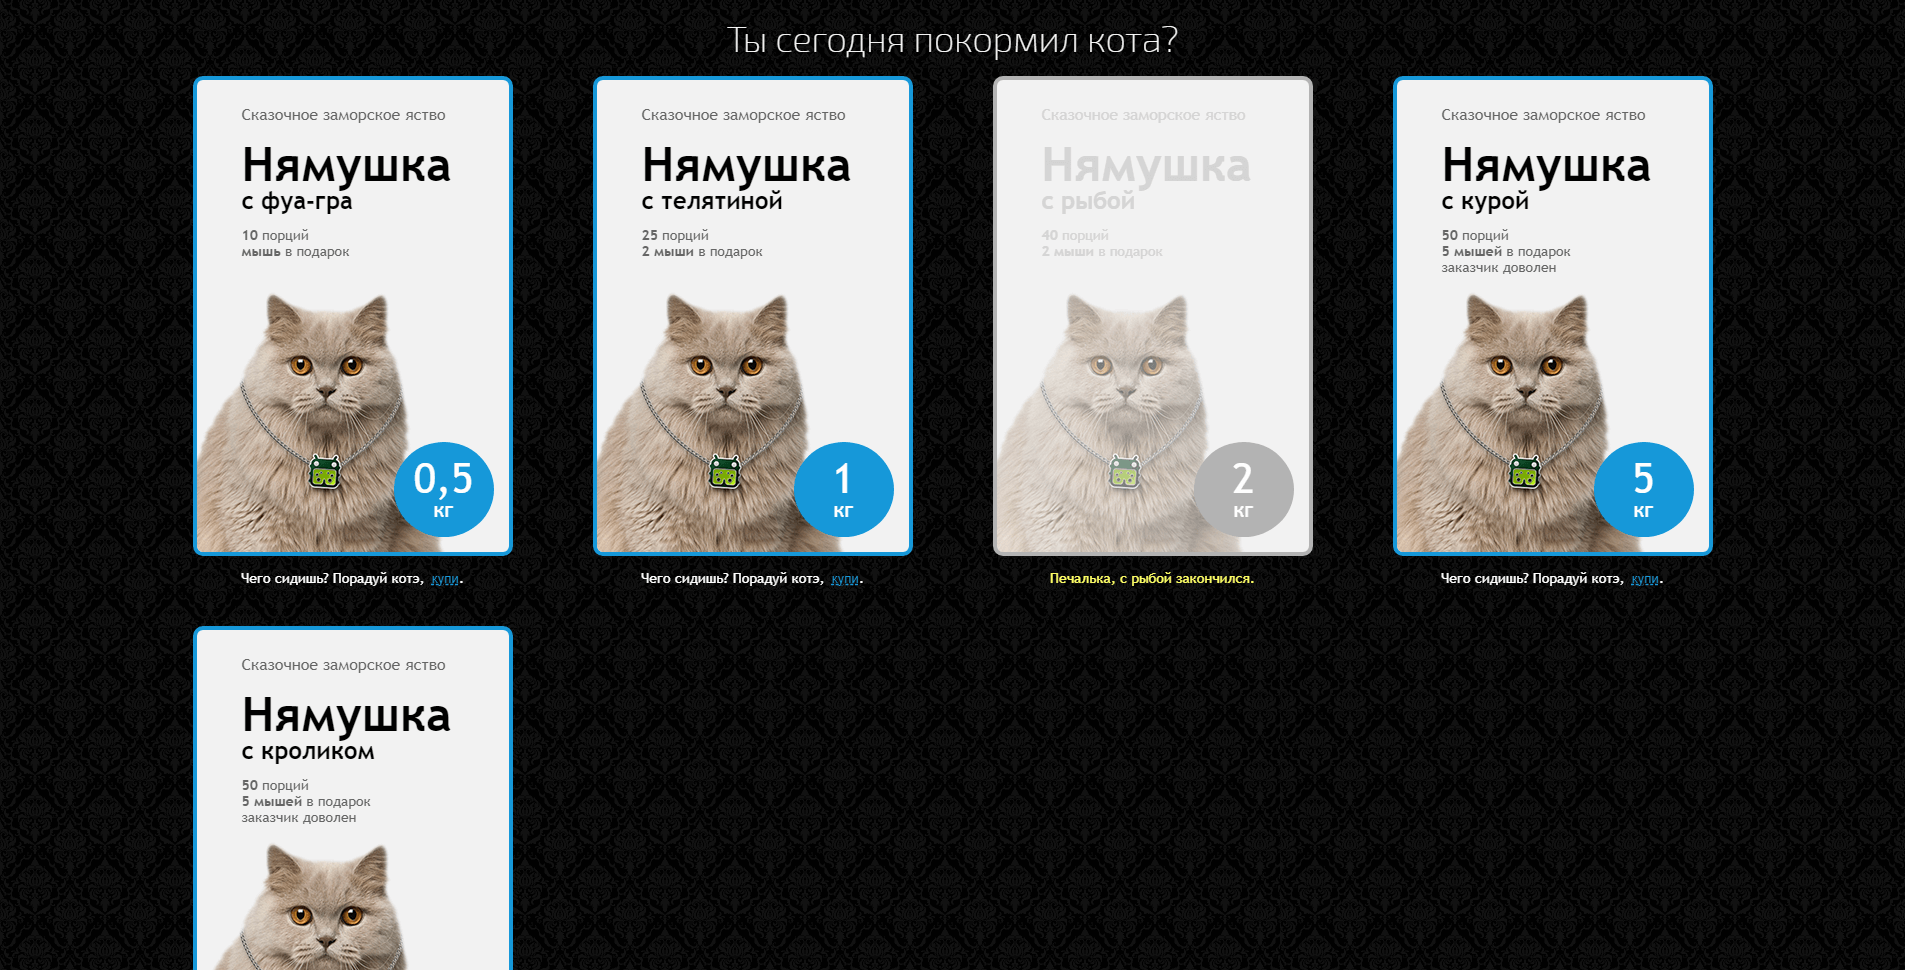 Ты сегодня покормил кота?
Сказочное заморское яство
Нямушка
с фуа-гра
10 порций
мышь в подарок
0,5
кг
Чего сидишь? Порадуй котэ, купи.
Сказочное заморское яство
Нямушка
с телятиной
25 порций
2 мыши в подарок
1
кг
Чего сидишь? Порадуй котэ, купи.
Сказочное заморское яство
Нямушка
с рыбой
40 порций
2 мыши в подарок
2
кг
Печалька, с рыбой закончился.
Сказочное заморское яство
Нямушка
с курой
50 порций
5 мышей в подарок
заказчик доволен
5
кг
Чего сидишь? Порадуй котэ, купи.
Сказочное заморское яство
Нямушка
с кроликом
50 порций
5 мышей в подарок
заказчик доволен